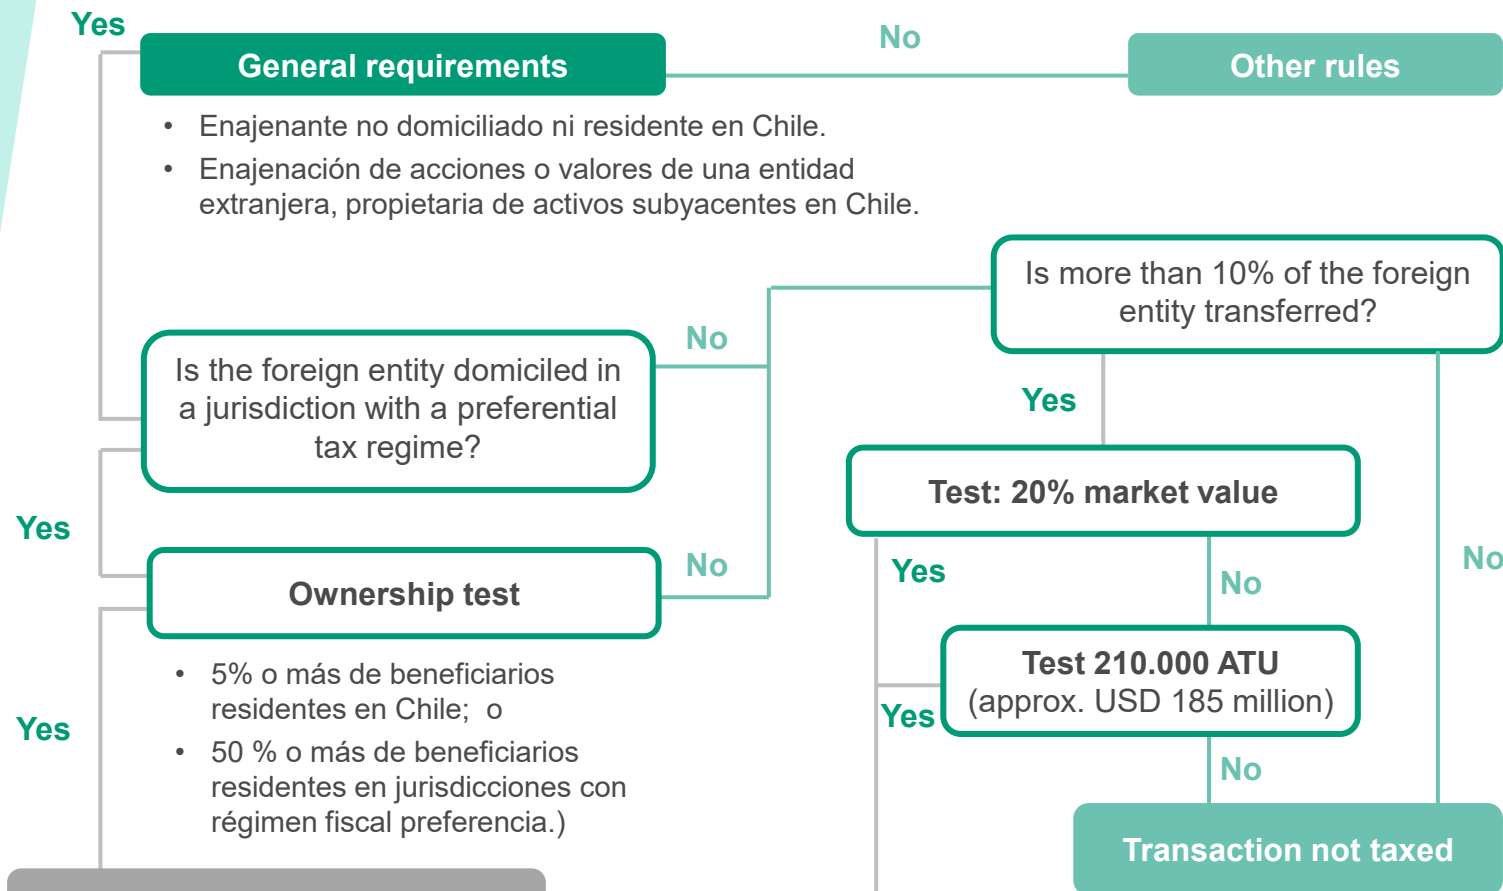 Yes
No
General requirements
Other rules
• Enajenante no domiciliado ni residente en Chile.
• Enajenación de acciones o valores de una entidad
extranjera, propietaria de activos subyacentes en Chile.
Is more than 10% of the foreign
entity transferred?
No
Is the foreign entity domiciled in
a jurisdiction with a preferential
tax regime?
Yes
Test: 20% market value
Yes
Ownership test
No
Yes
No
No
• 5% o más de beneficiarios
residentes en Chile; o
• 50 % o más de beneficiarios
residentes en jurisdicciones con
régimen fiscal preferencia.)
Yes
Test 210.000 ATU
(approx. USD 185 million)
Yes
No
Transaction not taxed